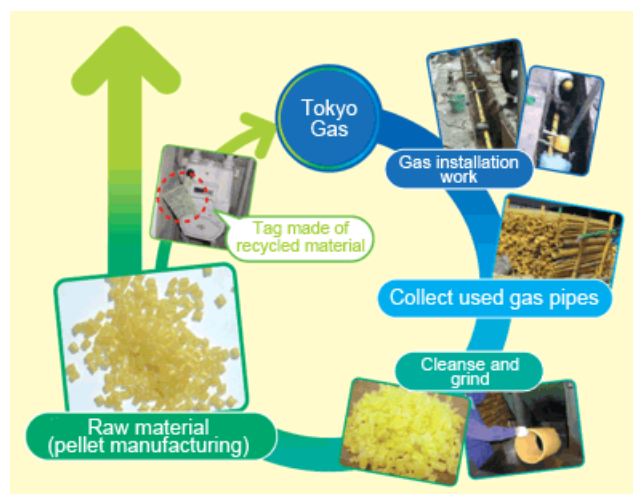 Tokyo
Gas
Gas installation
work
Collect used gas pipes
Cleanse and
grind
Raw material
(pellet manufacturing)
Tag made of
recycled material